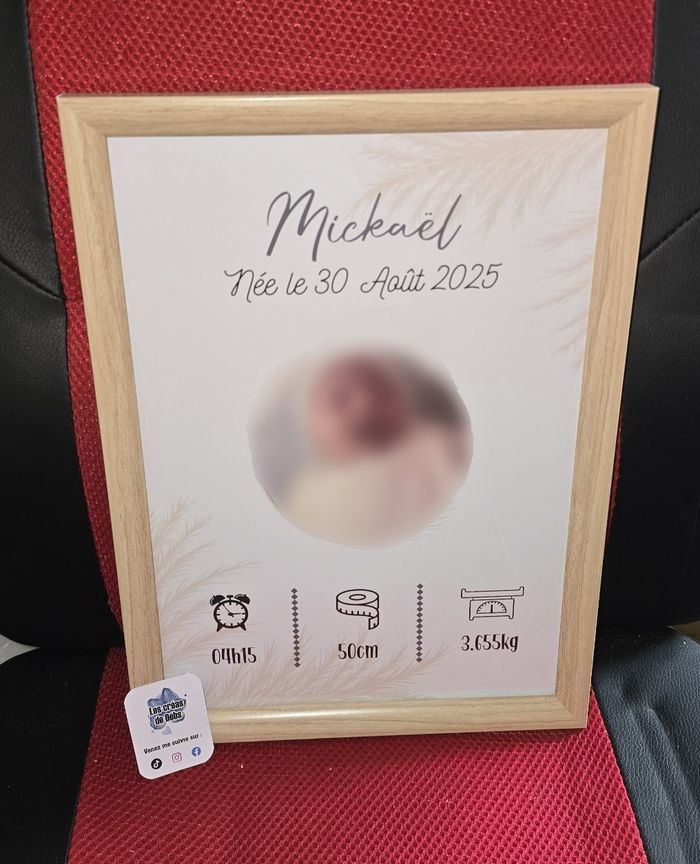 Mickaël
Née le 30 Août 2025
04h15
50cm
3.655kg
Les créas
de Debs
Venez me suivre sur :